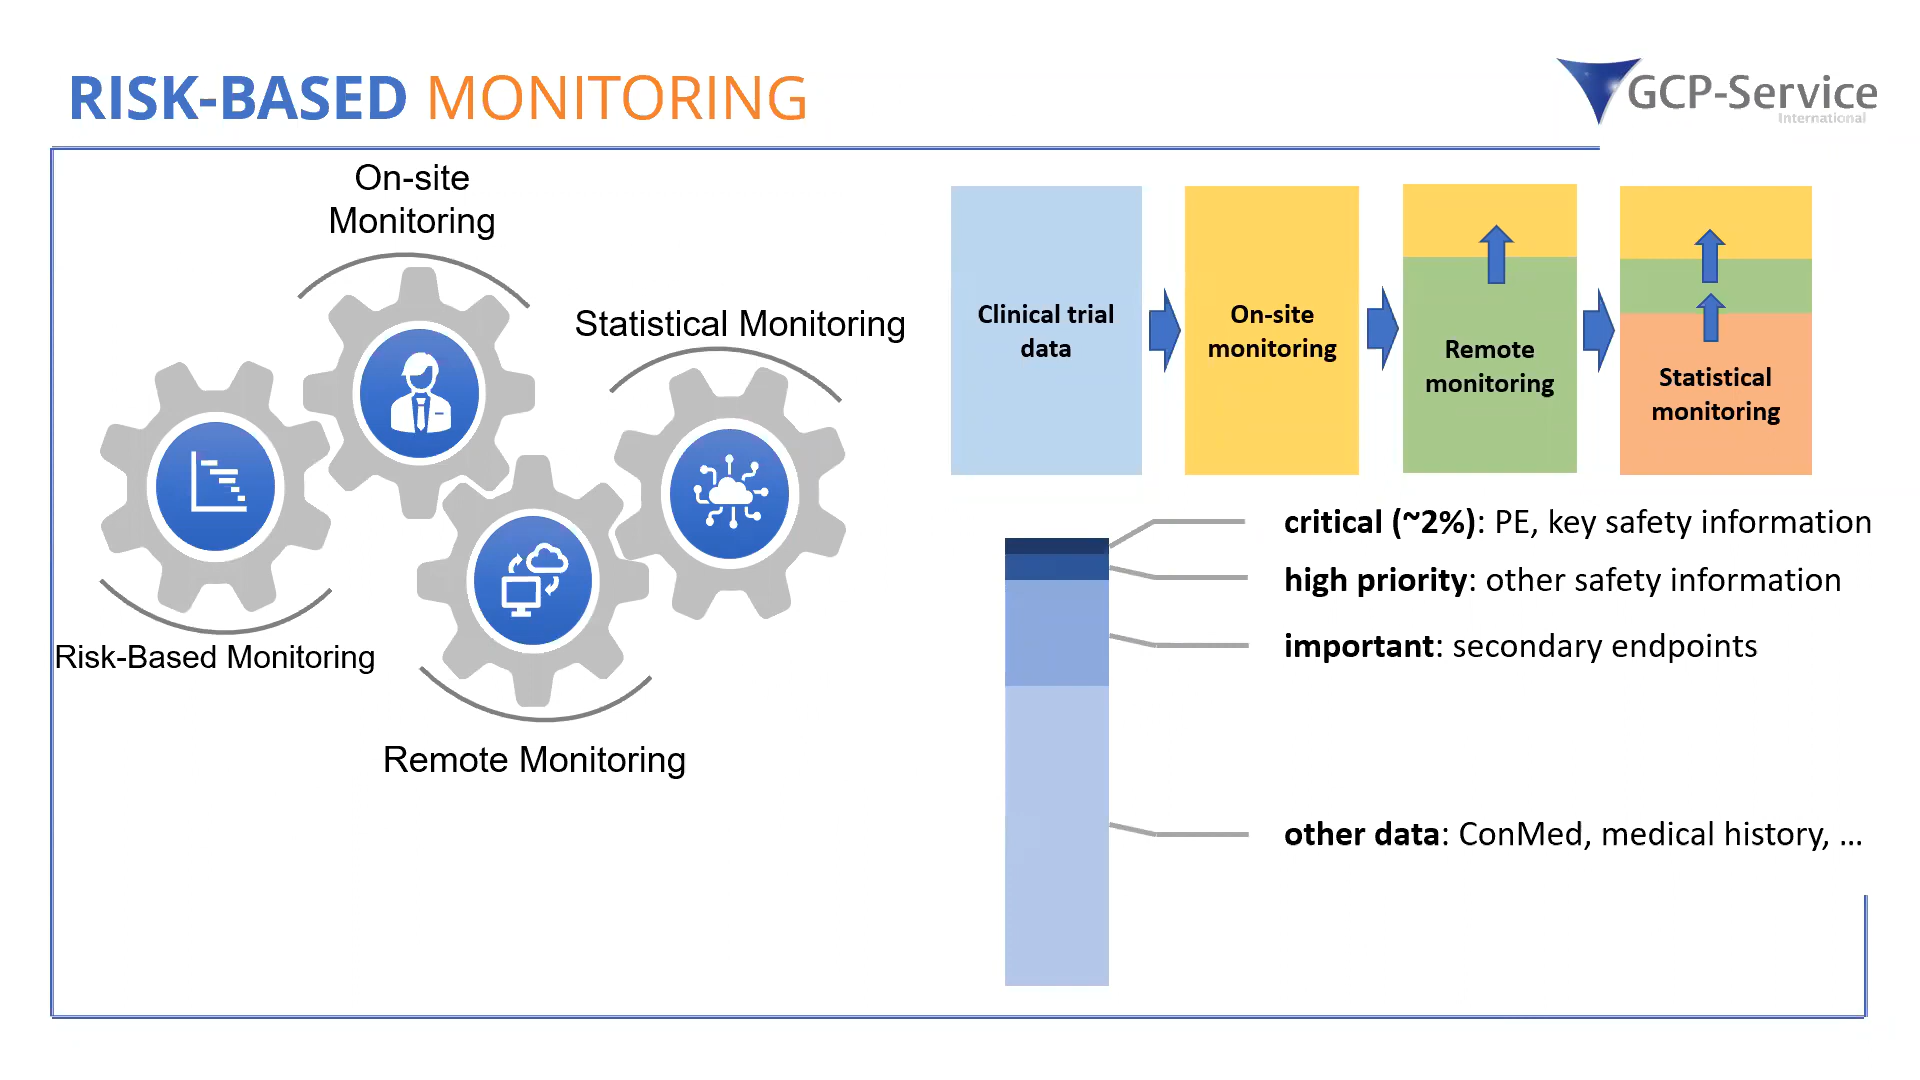 RISK-BASED MONITORING
GCP-Service
International
On-site
Monitoring
Statistical Monitoring
Risk-Based Monitoring
Remote Monitoring
Clinical trial
data
On-site
monitoring
Remote
monitoring
Statistical
monitoring
critical (~2%): PE, key safety information
high priority: other safety information
important: secondary endpoints
other data: ConMed, medical history, ...